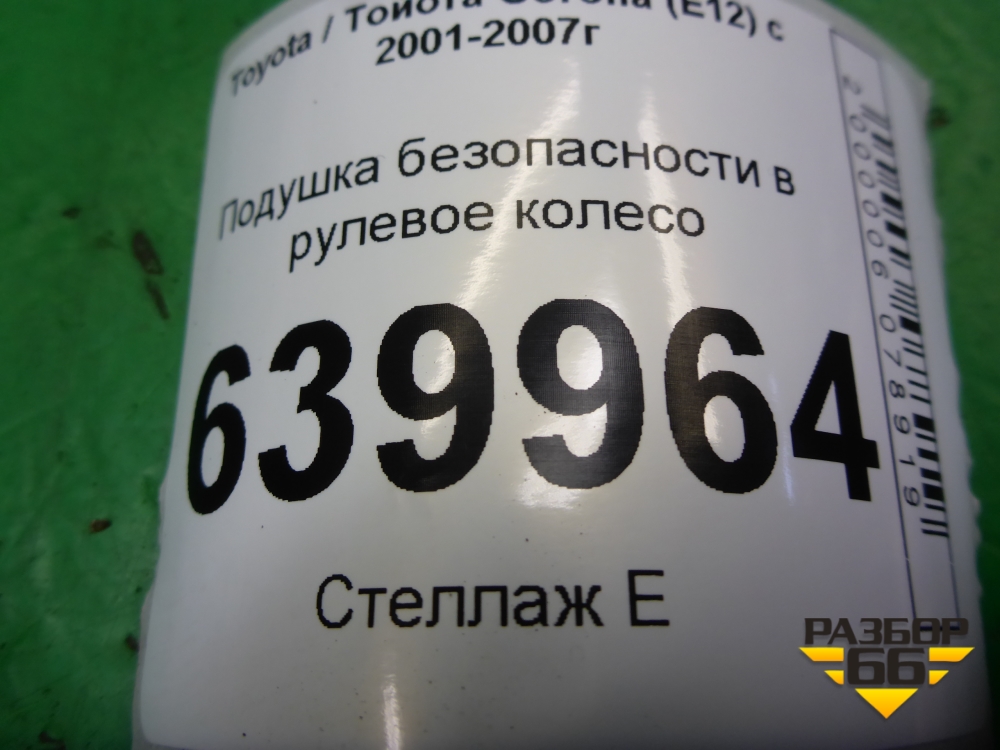 Toyota / Тойота Corolla (E12) с
2001-2007г
Подушка безопасности в
рулевое колесо
639964
Стеллаж Е
2000006078919
РАЗБОР
66